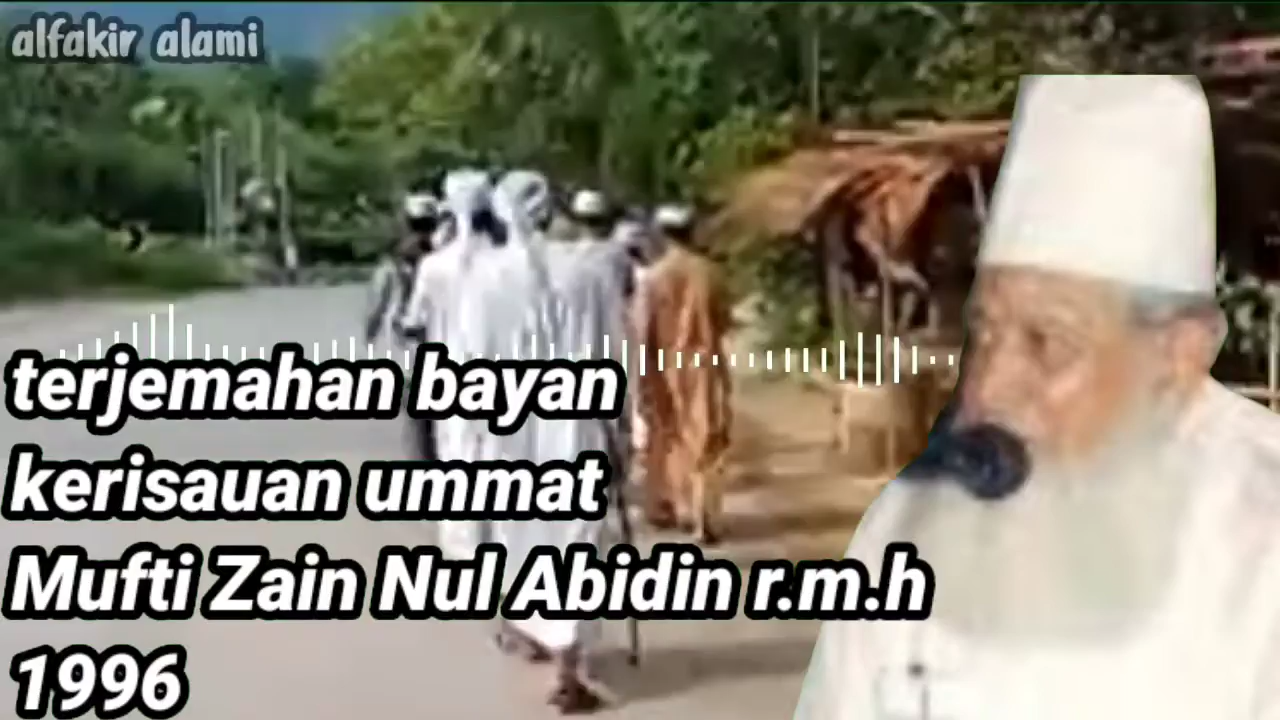 alfakir alami
terjemahan bayan
kerisauan ummat
Mufti Zain Nul Abidin r.m.h
1996